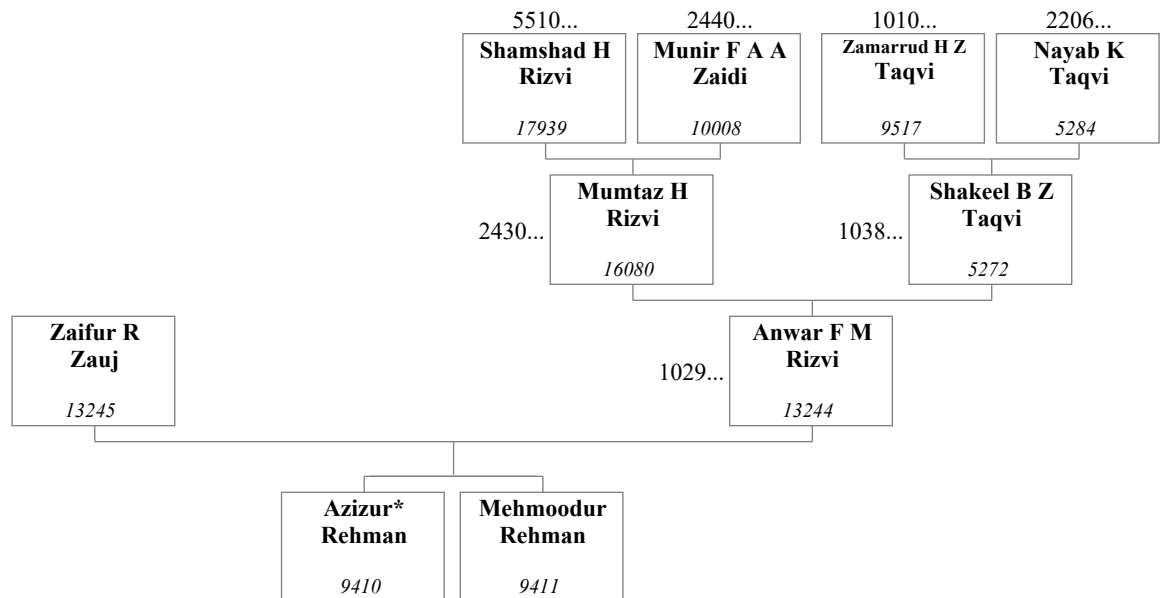 5510...
2440...
1010...
2206...
Shamshad H
Rizvi
17939
Munir F A A
Zaidi
10008
Zamarrud H Z
Taqvi
9517
Nayab K
Taqvi
5284
2430...
Mumtaz H
Rizvi
16080
1038...
Shakeel B Z
Taqvi
5272
Zaifur R
Zauj
13245
1029...
Anwar F M
Rizvi
13244
Azizur*
Rehman
9410
Mehmoodur
Rehman
9411